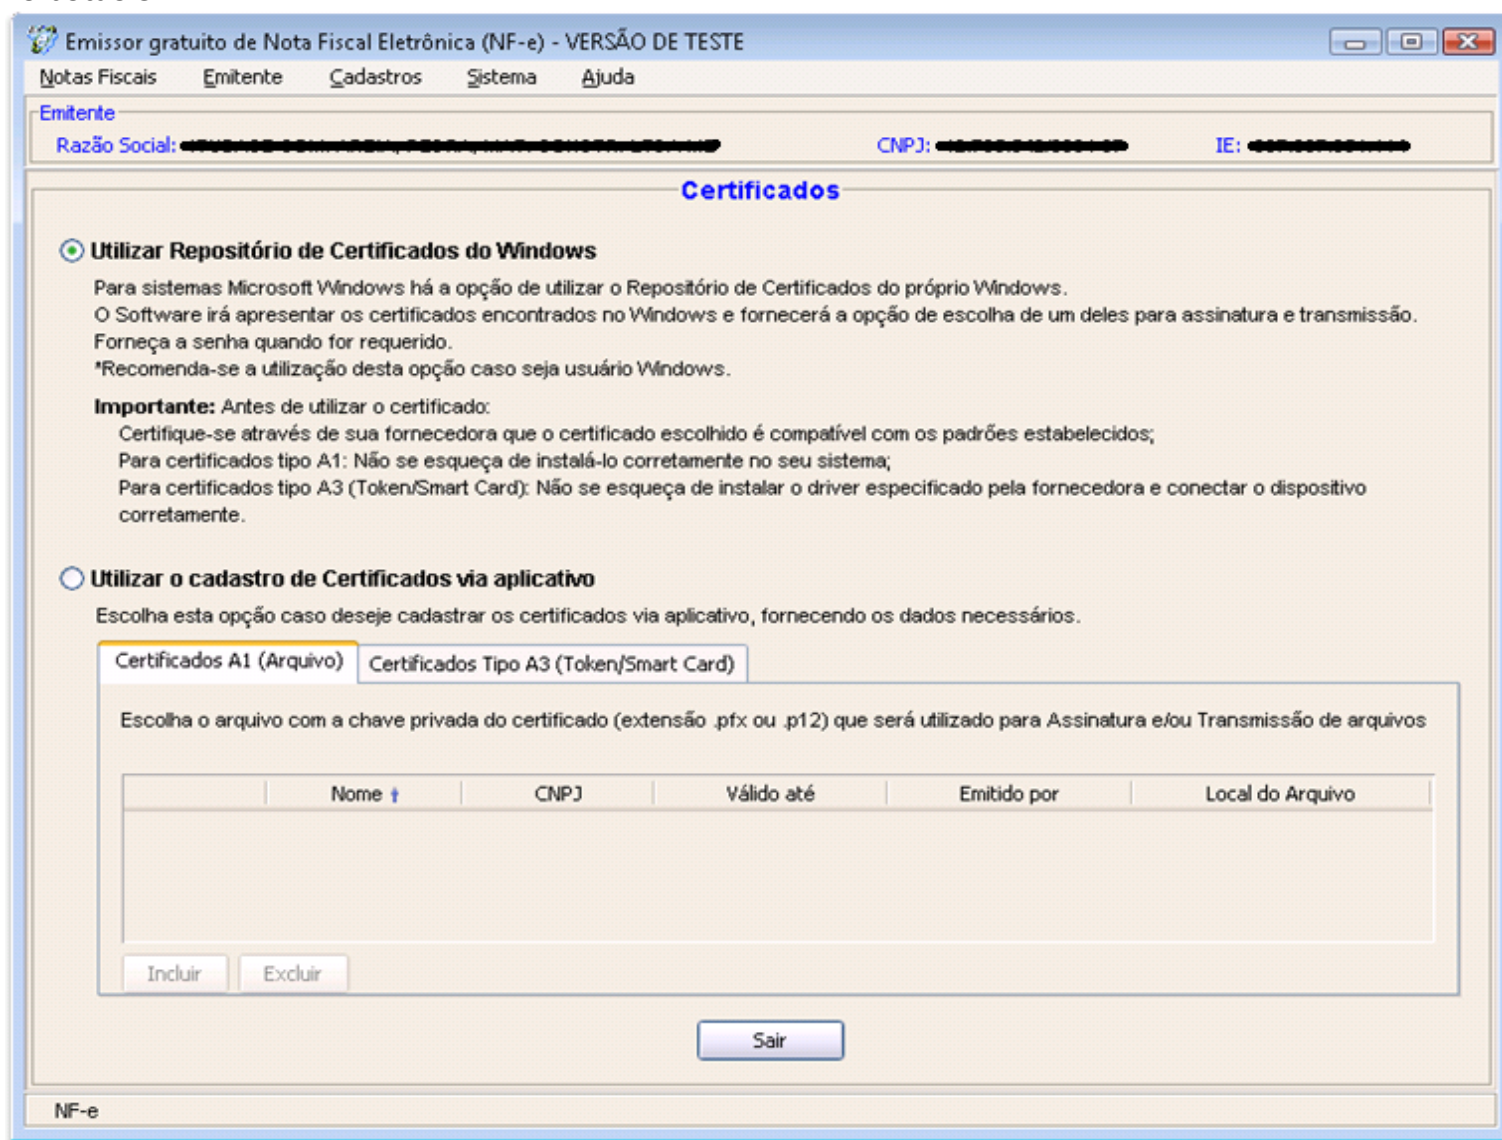 Emissor gratuito de Nota Fiscal Eletrônica (NF-e) - VERSÃO DE TESTE
Notas Fiscais Emitente Cadastros Sistema Ajuda
Emitente
Razão Social: CNPJ: IE:
Certificados
Utilizar Repositório de Certificados do Windows
Para sistemas Microsoft Windows há a opção de utilizar o Repositório de Certificados do próprio Windows.
O Software irá apresentar os certificados encontrados no Windows e fornecerá a opção de escolha de um deles para assinatura e transmissão.
Forneça a senha quando for requerido.
*Recomenda-se a utilização desta opção caso seja usuário Windows.
Importante: Antes de utilizar o certificado:
Certifique-se através de sua fornecedora que o certificado escolhido é compatível com os padrões estabelecidos;
Para certificados tipo A1: Não se esqueça de instalá-lo corretamente no seu sistema;
Para certificados tipo A3 (Token/Smart Card): Não se esqueça de instalar o driver especificado pela fornecedora e conectar o dispositivo
corretamente.
Utilizar o cadastro de Certificados via aplicativo
Escolha esta opção caso deseje cadastrar os certificados via aplicativo, fornecendo os dados necessários.
Certificados A1 (Arquivo) Certificados Tipo A3 (Token/Smart Card)
Escolha o arquivo com a chave privada do certificado (extensão .pfx ou .p12) que será utilizado para Assinatura e/ou Transmissão de arquivos
Nome CNPJ Válido até Emitido por Local do Arquivo
Incluir Excluir
Sair
NF-e